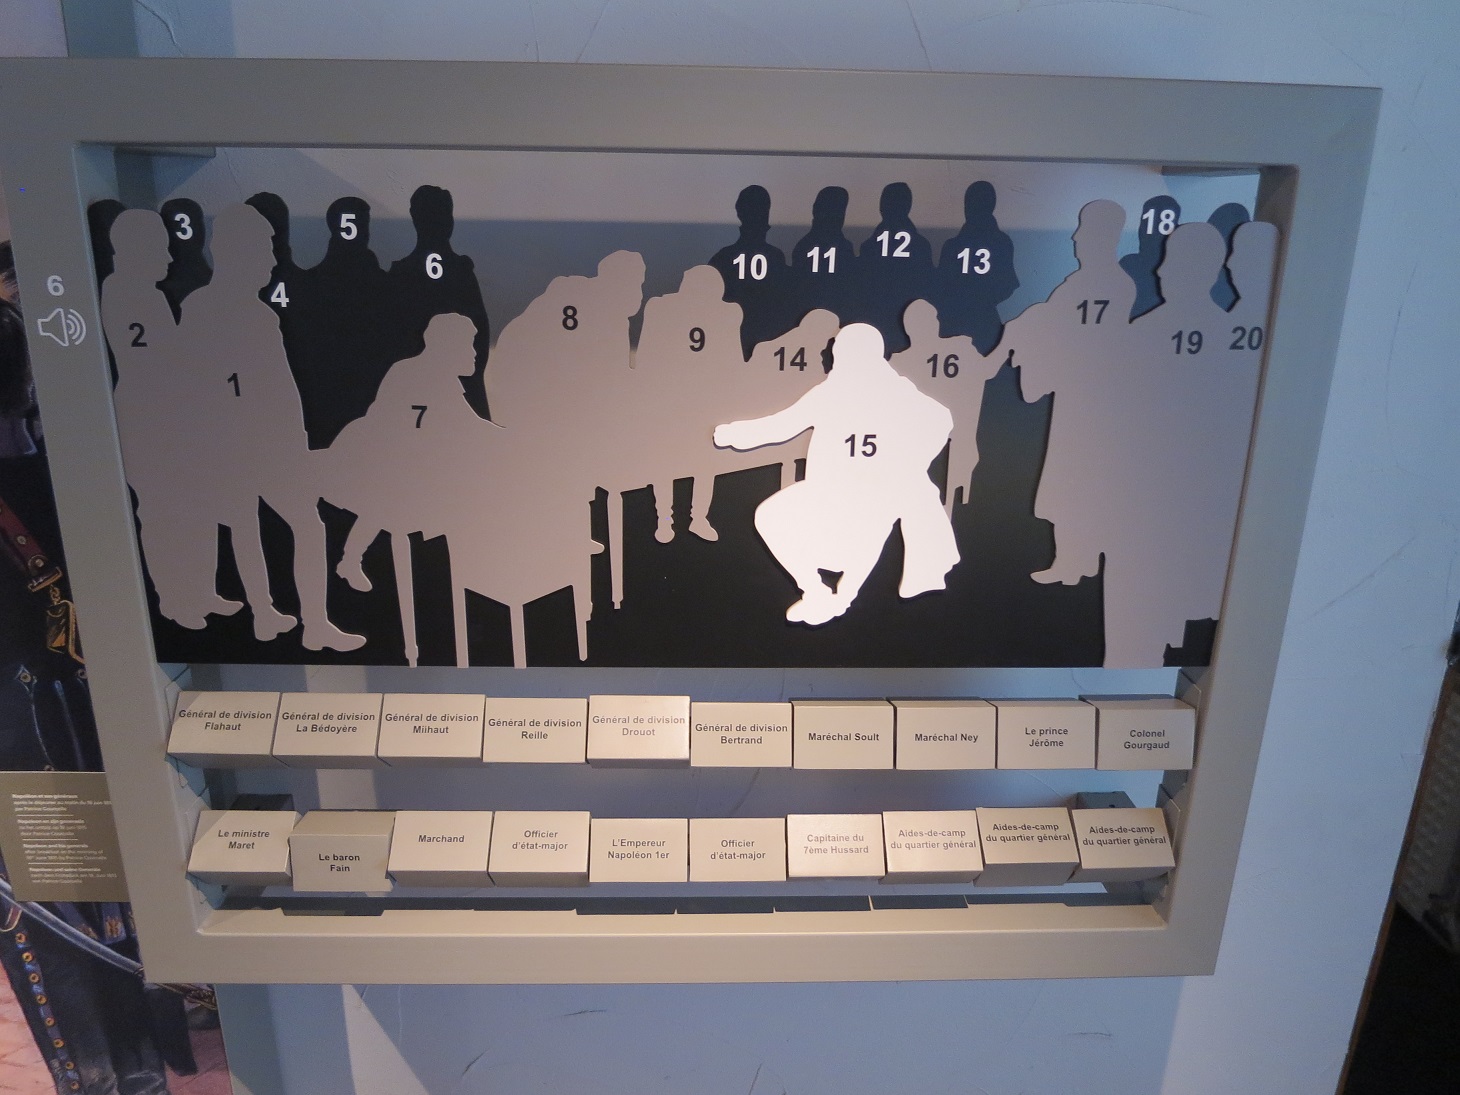 3
5
18
6
2
4
6
10
11
12
13
8
9
14
16
17
19
20
1
7
15
Général de division
Flahaut
Général de division
La Bédoyère
Général de division
Milhaut
Général de division
Reille
Général de division
Drouot
Général de division
Bertrand
Maréchal Soult
Maréchal Ney
Le prince
Jérôme
Colonel
Gourgaud
Le ministre
Maret
Le baron
Fain
Marchand
Officier
d'état-major
L'Empereur
Napoléon 1er
Officier
d'état-major
Capitaine du
7ème Hussard
Aides-de-camp
du quartier général
Aides-de-camp
du quartier général
Aides-de-camp
du quartier général
Napoléon et ses généraux